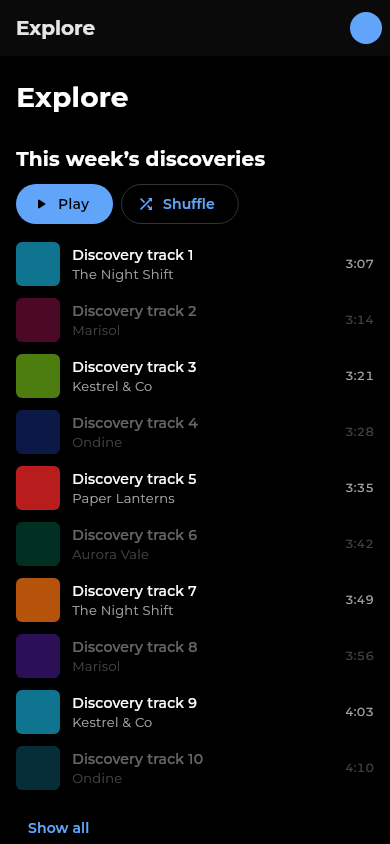 Explore
Explore
This week’s discoveries
Play
Shuffle
Discovery track 1
The Night Shift
3:07
Discovery track 2
Marisol
3:14
Discovery track 3
Kestrel & Co
3:21
Discovery track 4
Ondine
3:28
Discovery track 5
Paper Lanterns
3:35
Discovery track 6
Aurora Vale
3:42
Discovery track 7
The Night Shift
3:49
Discovery track 8
Marisol
3:56
Discovery track 9
Kestrel & Co
4:03
Discovery track 10
Ondine
4:10
Show all